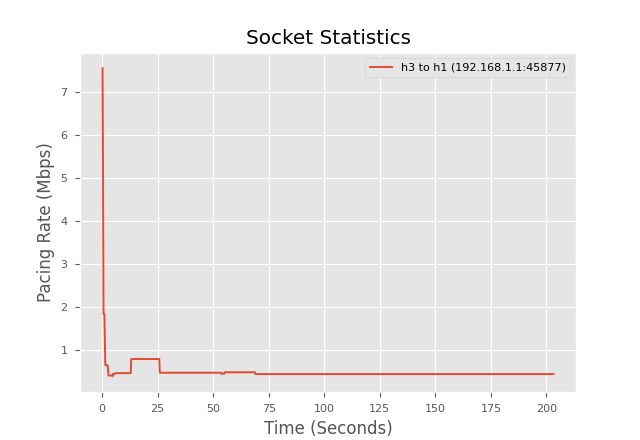 Socket Statistics
h3 to h1 (192.168.1.1:45877)
Pacing Rate (Mbps)
7
6
5
4
3
2
1
0 25 50 75 100 125 150 175 200
Time (Seconds)